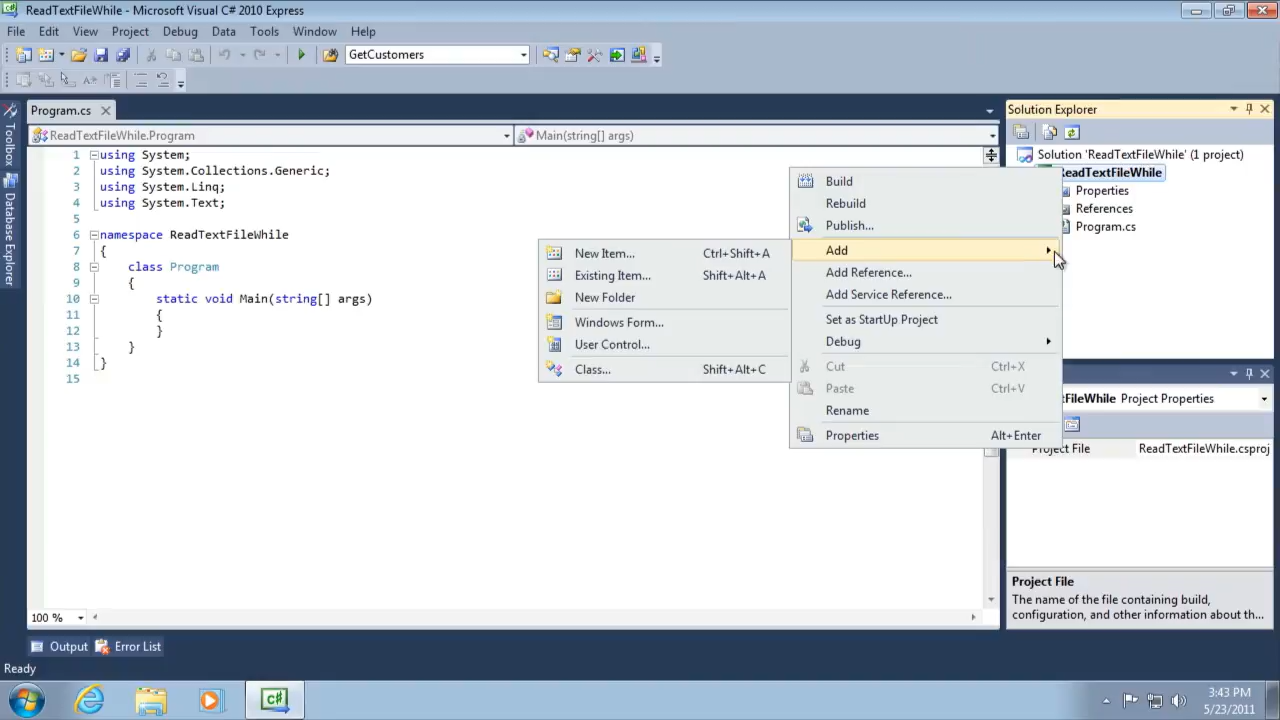 ReadTextFileWhile - Microsoft Visual C# 2010 Express
File Edit View Project Debug Data Tools Window Help
GetCustomers
Program.cs
ReadTextFileWhile.Program
Main(string[] args)
Toolbox
Database Explorer
1 using System;
2 using System.Collections.Generic;
3 using System.Linq;
4 using System.Text;
5
6 namespace ReadTextFileWhile
7 {
8 class Program
9 {
10 static void Main(string[] args)
11 {
12 }
13 }
14 }
15
100 %
New Item... Ctrl+Shift+A
Existing Item... Shift+Alt+A
New Folder
Windows Form...
User Control...
Class... Shift+Alt+C
Build
Rebuild
Publish...
Add
Add Reference...
Add Service Reference...
Set as StartUp Project
Debug
Cut Ctrl+X
Paste Ctrl+V
Rename
Properties Alt+Enter
Solution Explorer
Solution 'ReadTextFileWhile' (1 project)
ReadTextFileWhile
Properties
References
Program.cs
FileWhile Project Properties
Project File ReadTextFileWhile.csproj
Project File
The name of the file containing build,
configuration, and other information about th...
Output Error List
Ready
C#
3:43 PM
5/23/2011